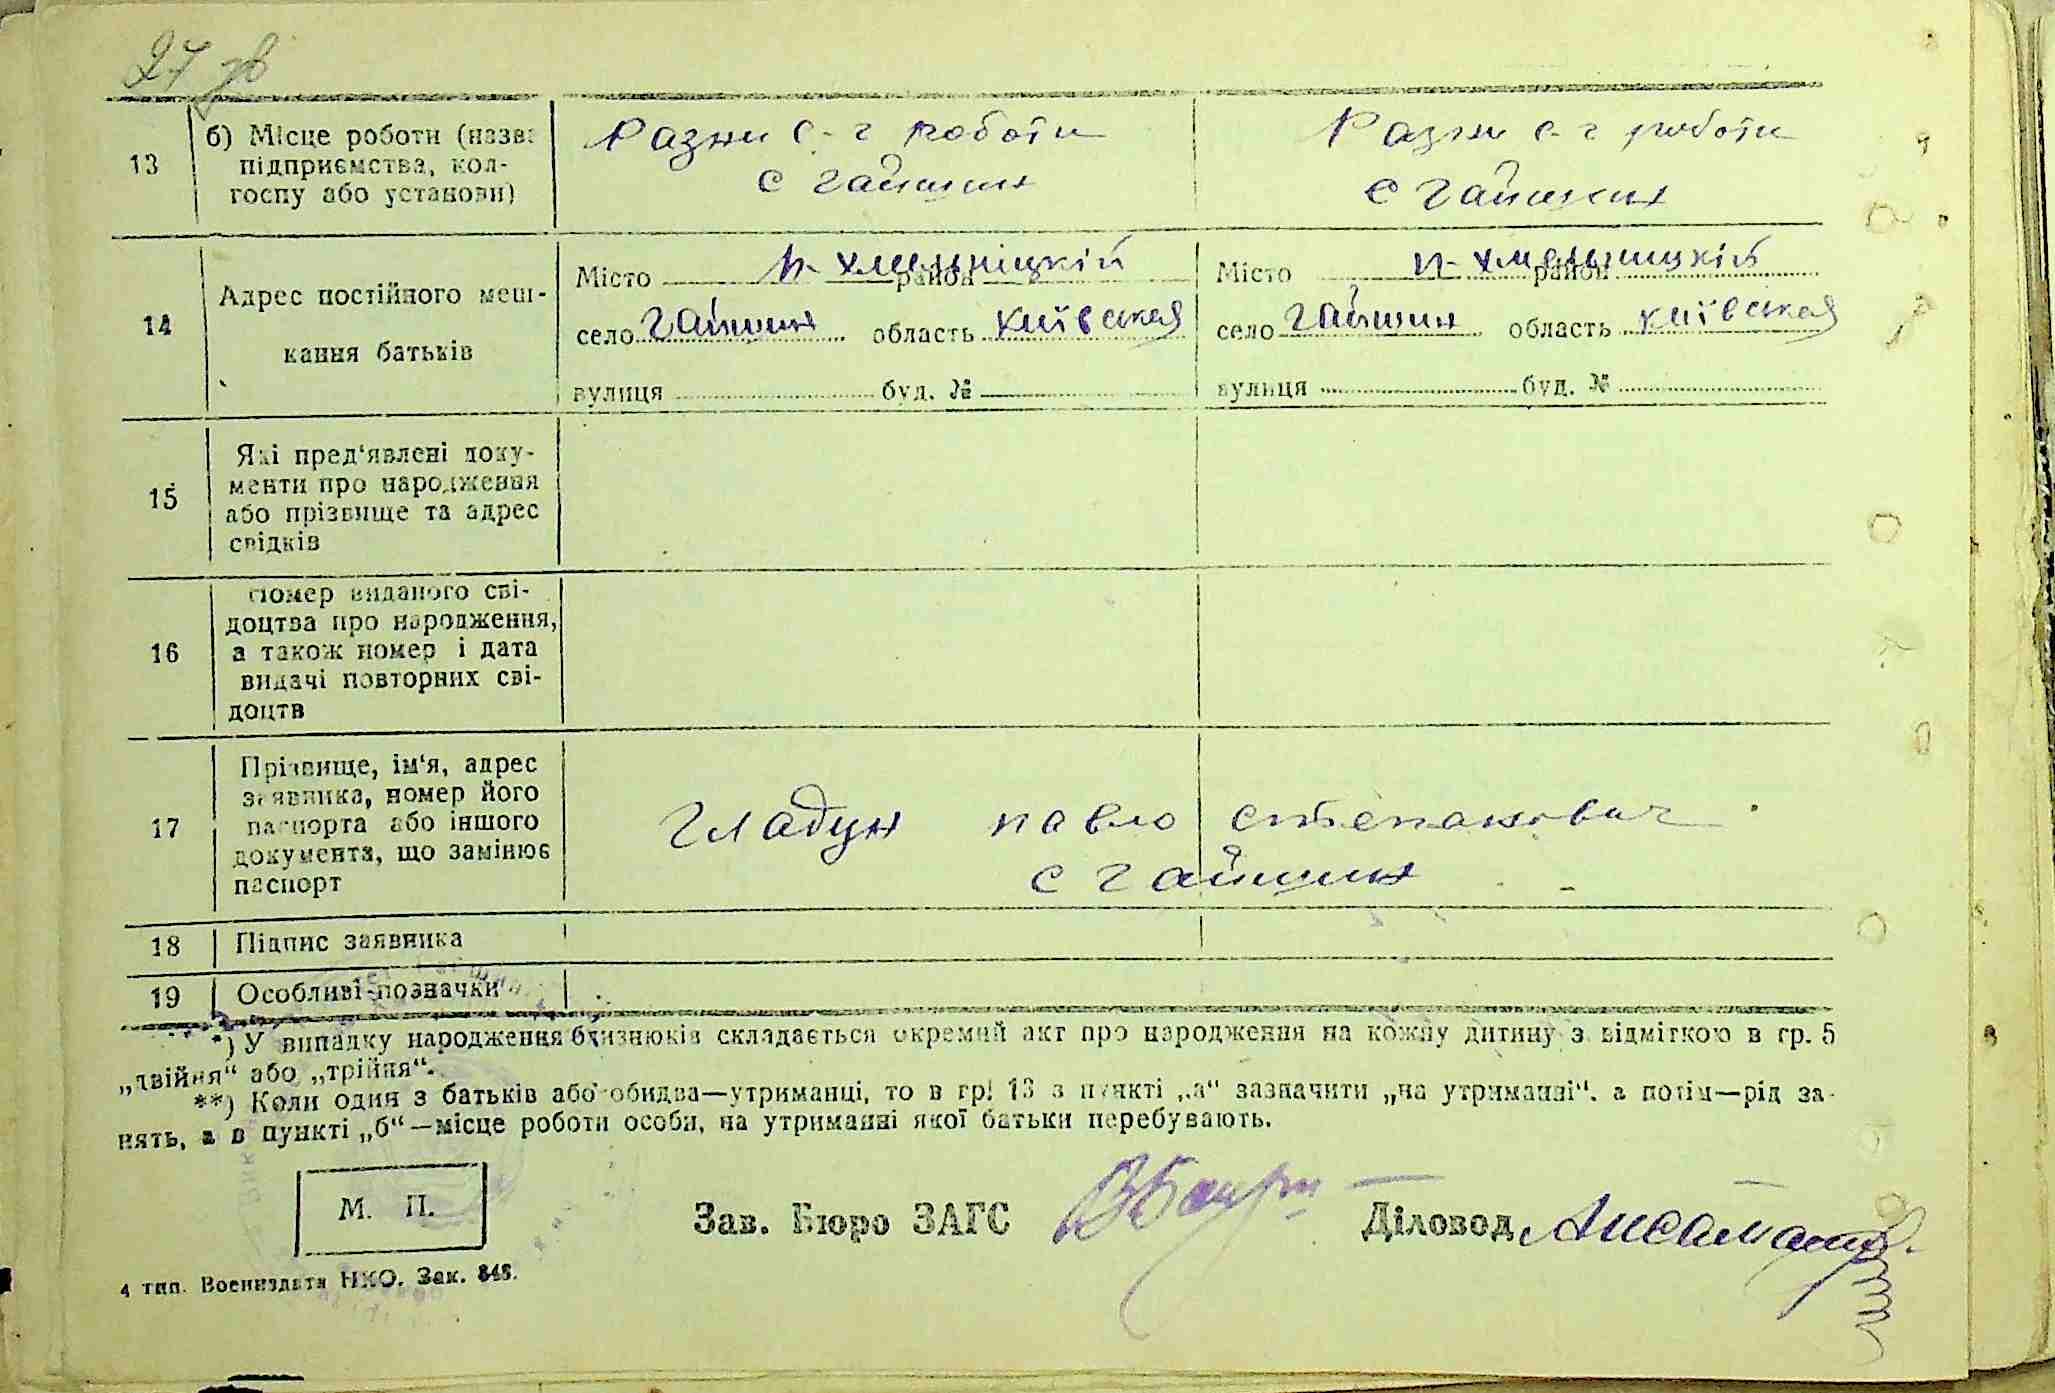 27 зв
13
б) Місце роботи (назва
підприємства, кол-
госпу або установи)
Разни с-г роботи
с Гайшин
Разни с-г роботи
с Гайшин
14
Адрес постійного меш-
кання батьків
Місто П-Хмельніцкій район
село Гайшин область Київская
вулиця буд. №
Місто П-Хмельницкій район
село Гайшин область Київская
вулиця буд. №
15
Які пред'явлені доку-
менти про народження
або прізвище та адрес
свідків
16
Номер виданого сві-
доцтва про народження,
а також номер і дата
видачі повторних сві-
доцтв
17
Прізвище, ім'я, адрес
заявника, номер його
паспорта або іншого
документа, що замінює
паспорт
Гладун Павло Степанович
с Гайшин
18 Підпис заявника
19 Особливі позначки
*) У випадку народження близнюків складається окремий акт про народження на кожну дитину з відміткою в гр. 5
„двійня“ або „трійня“.
**) Коли один з батьків або обидва—утриманці, то в гр. 13 в пункті „а“ зазначити „на утриманні“. а потім—рід за-
нять, а в пункті „б“—місце роботи особи, на утриманні якої батьки перебувають.
М. П.
Зав. Бюро ЗАГС
Діловод
4 тип. Воениздата НКО. Зак. 846.